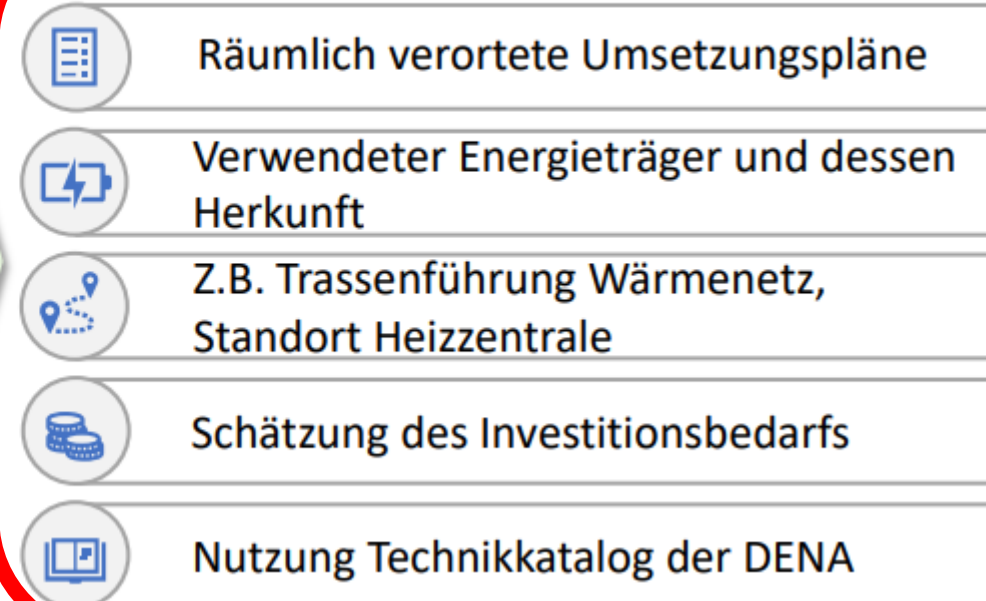 Räumlich verortete Umsetzungspläne
Verwendeter Energieträger und dessen
Herkunft
Z.B. Trassenführung Wärmenetz,
Standort Heizzentrale
Schätzung des Investitionsbedarfs
Nutzung Technikkatalog der DENA